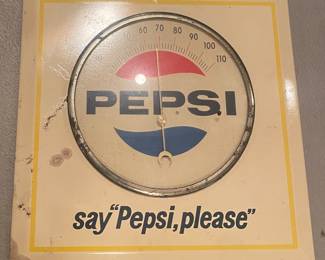 60 70 80 90 100 110
PEPSI
say "Pepsi, please"